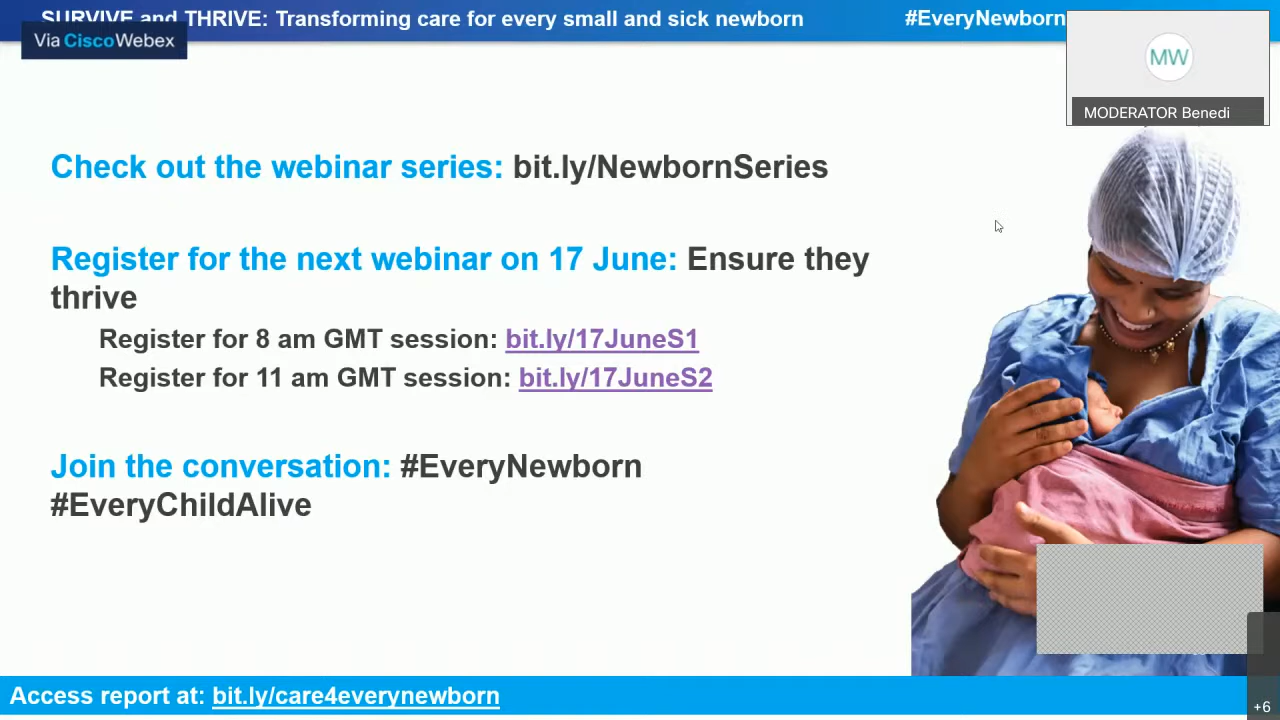 SURVIVE and THRIVE: Transforming care for every small and sick newborn #EveryNewborn
Via CiscoWebex
MW
MODERATOR Benedi
Check out the webinar series: bit.ly/NewbornSeries
Register for the next webinar on 17 June: Ensure they
thrive
Register for 8 am GMT session: bit.ly/17JuneS1
Register for 11 am GMT session: bit.ly/17JuneS2
Join the conversation: #EveryNewborn
#EveryChildAlive
Access report at: bit.ly/care4everynewborn
+6